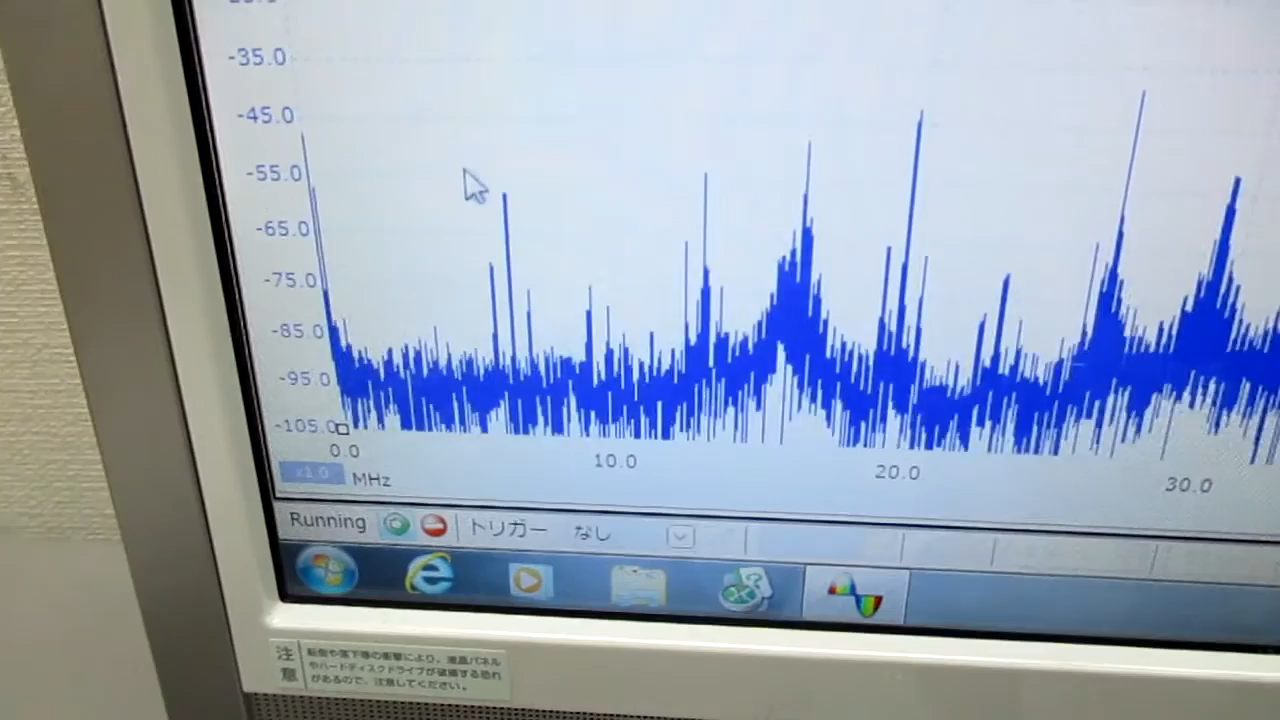 -35.0
-45.0
-55.0
-65.0
-75.0
-85.0
-95.0
-105.0
0.0 10.0 20.0 30.0
x1.0 MHz
Running トリガー なし
注意
転倒や落下等の衝撃により、液晶パネル
やハードディスクドライブが破損する恐れ
があるので、注意してください。